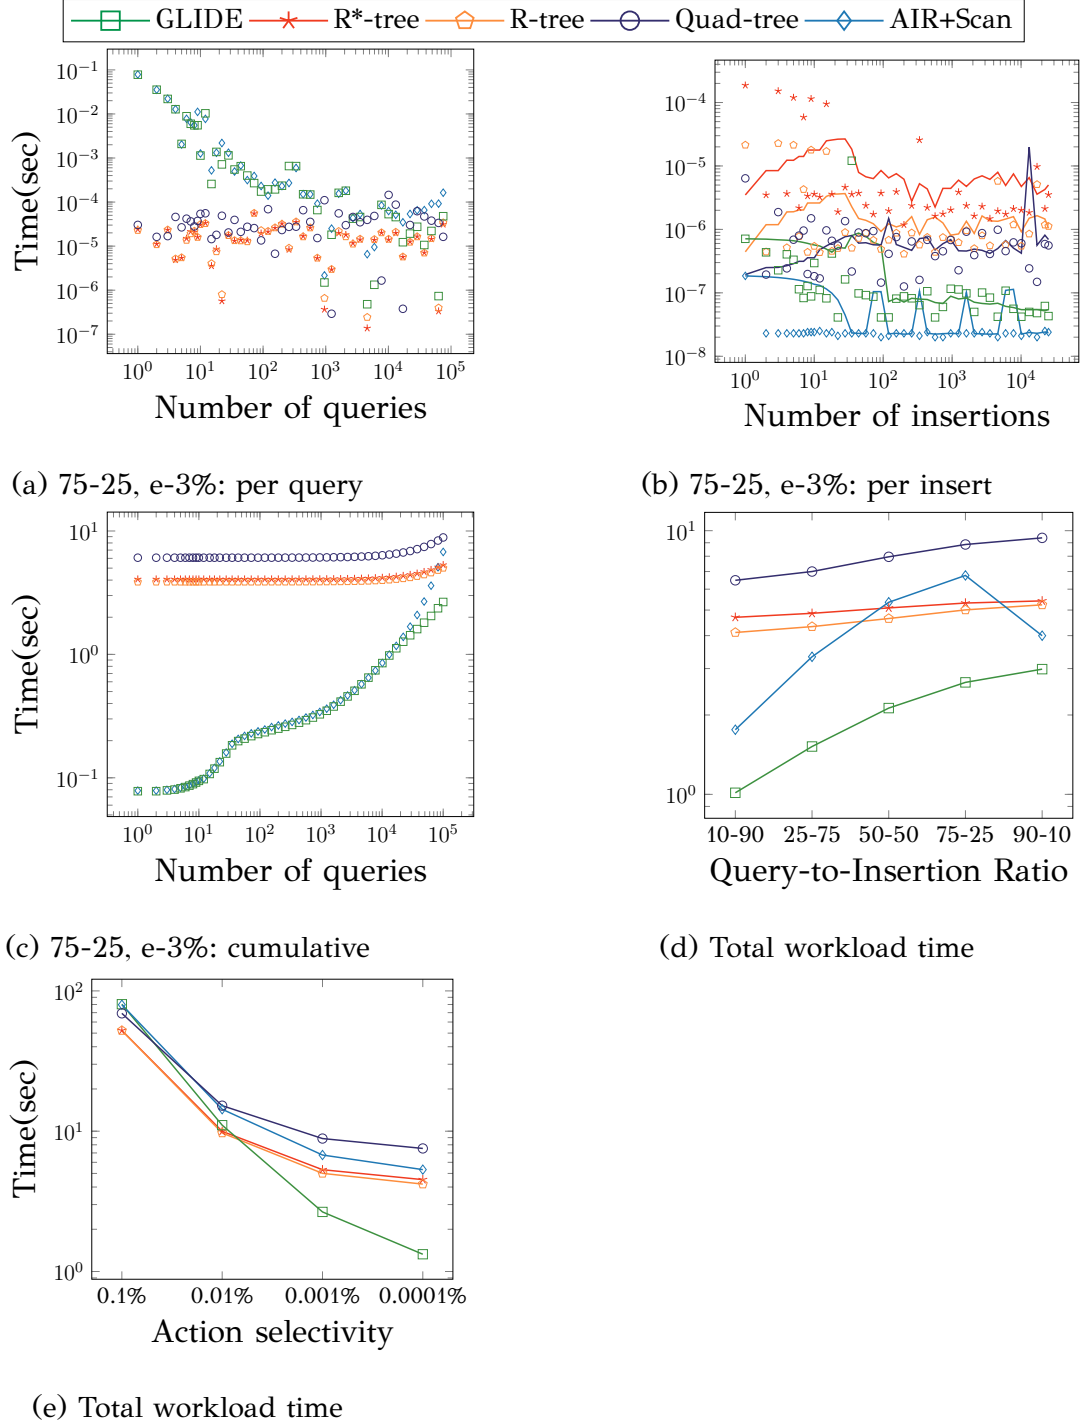 GLIDE R*-tree R-tree Quad-tree AIR+Scan
Time(sec)
10^-1
10^-2
10^-3
10^-4
10^-5
10^-6
10^-7
10^0 10^1 10^2 10^3 10^4 10^5
Number of queries
(a) 75-25, e-3%: per query
10^-4
10^-5
10^-6
10^-7
10^-8
10^0 10^1 10^2 10^3 10^4
Number of insertions
(b) 75-25, e-3%: per insert
Time(sec)
10^1
10^0
10^-1
10^0 10^1 10^2 10^3 10^4 10^5
Number of queries
(c) 75-25, e-3%: cumulative
10^1
10^0
10-90 25-75 50-50 75-25 90-10
Query-to-Insertion Ratio
(d) Total workload time
Time(sec)
10^2
10^1
10^0
0.1% 0.01% 0.001% 0.0001%
Action selectivity
(e) Total workload time